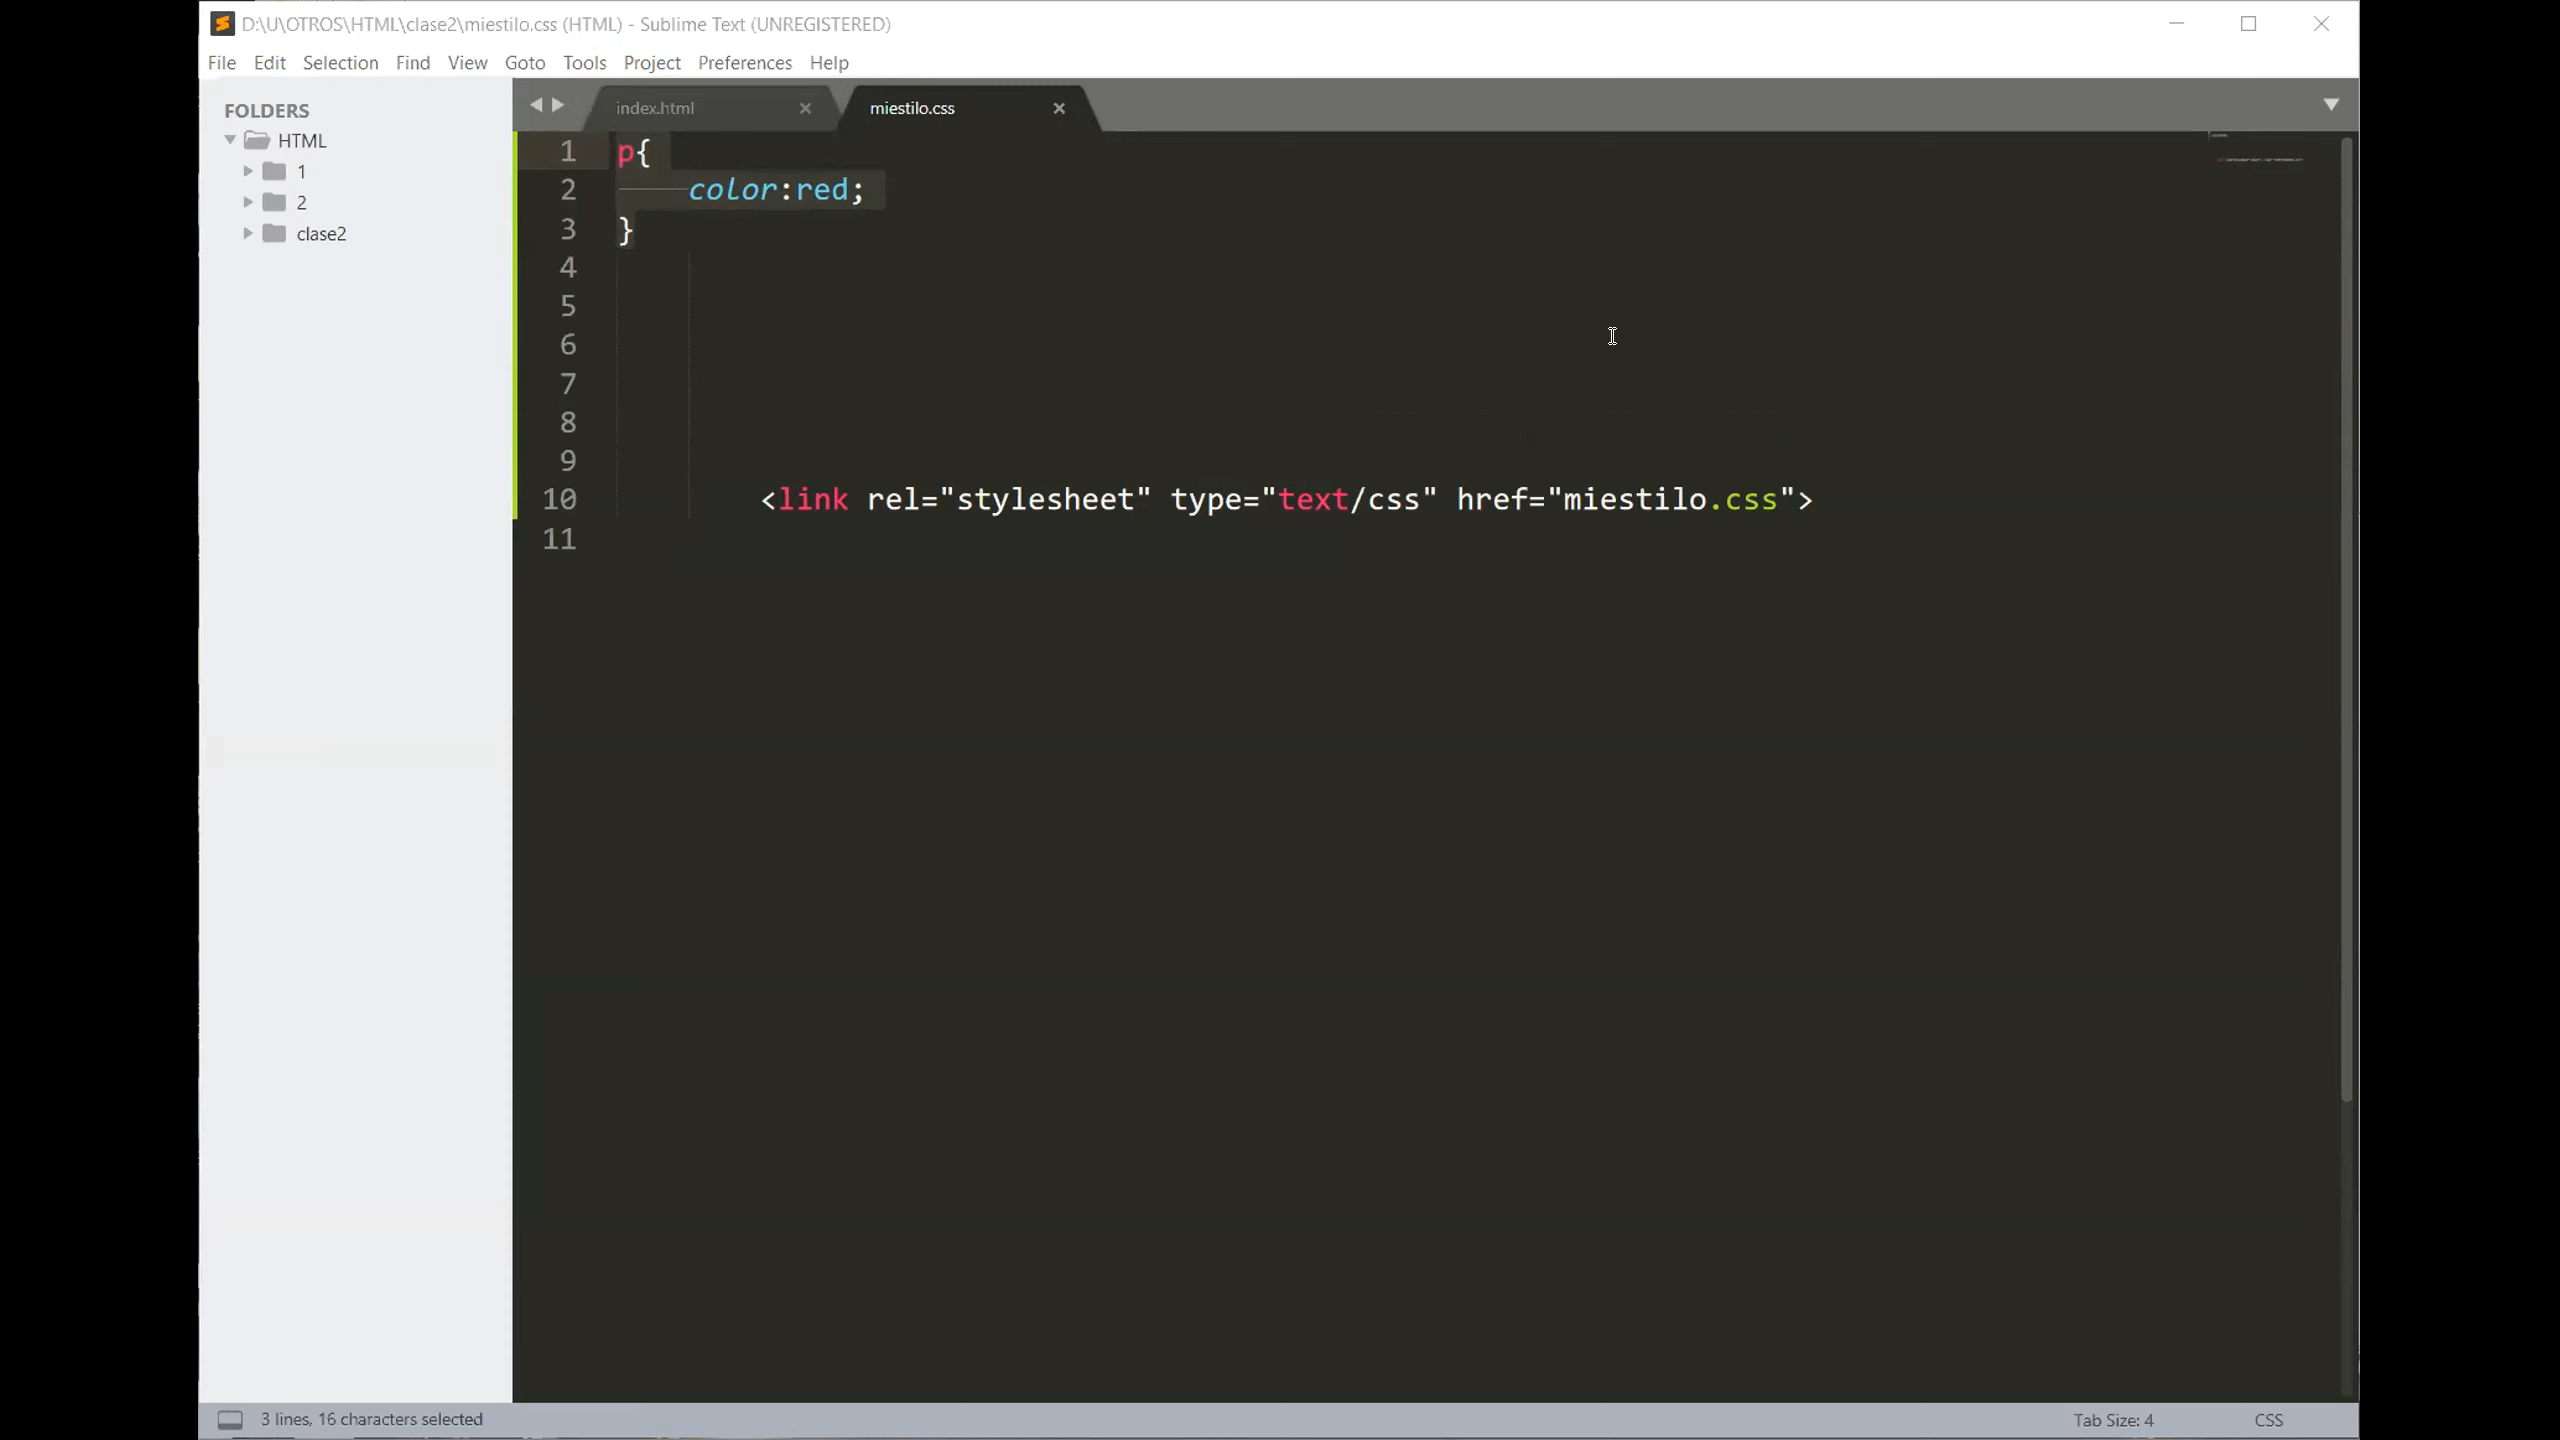 D:\U\OTROS\HTML\clase2\miestilo.css (HTML) - Sublime Text (UNREGISTERED)
File Edit Selection Find View Goto Tools Project Preferences Help
FOLDERS
HTML
1
2
clase2
index.html
miestilo.css
1 p{
2 color:red;
3 }
4
5
6
7
8
9
10 <link rel="stylesheet" type="text/css" href="miestilo.css">
11
3 lines, 16 characters selected
Tab Size: 4
CSS